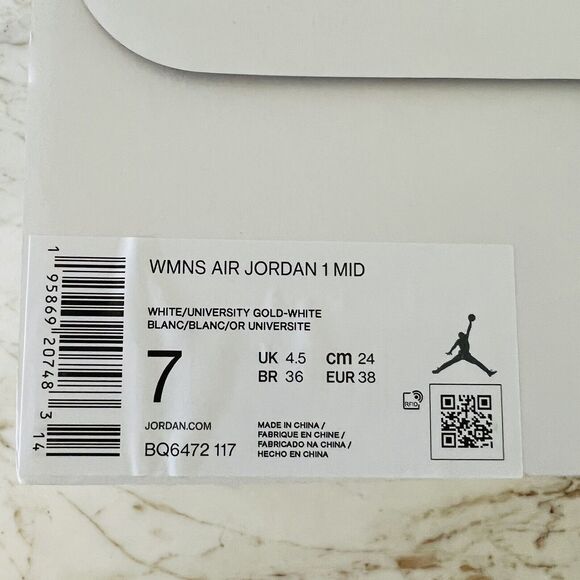 WMNS AIR JORDAN 1 MID
WHITE/UNIVERSITY GOLD-WHITE
BLANC/BLANC/OR UNIVERSITE
7
UK 4.5 cm 24
BR 36 EUR 38
JORDAN.COM
BQ6472 117
MADE IN CHINA /
FABRIQUE EN CHINE /
FABRICADO NA CHINA /
HECHO EN CHINA
RFID
1 95869 20748 3 14